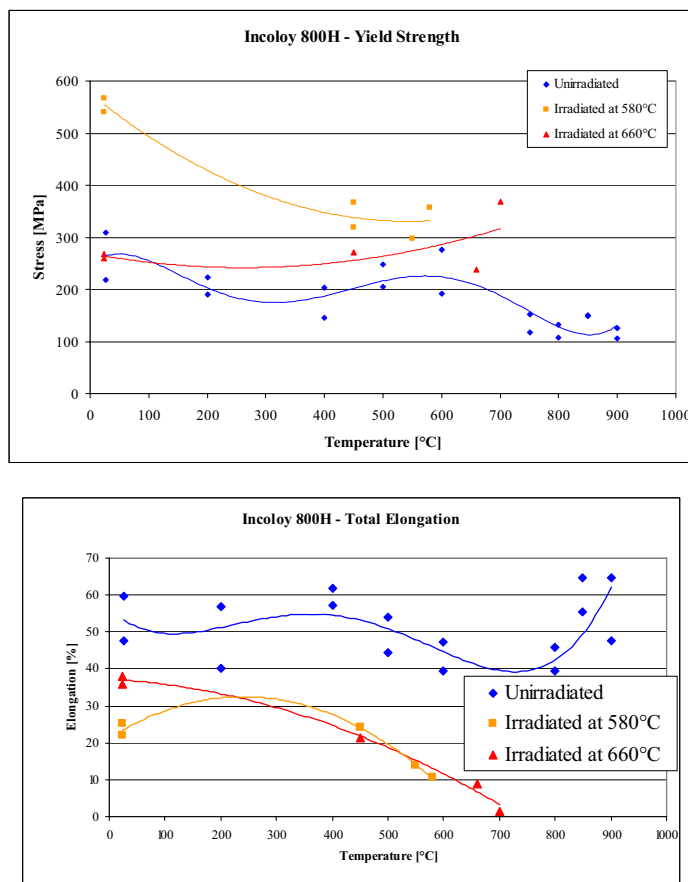 Incoloy 800H - Yield Strength
600
500
400
300
200
100
0
Stress [MPa]
Unirradiated
Irradiated at 580°C
Irradiated at 660°C
0 100 200 300 400 500 600 700 800 900 1000
Temperature [°C]
Incoloy 800H - Total Elongation
70
60
50
40
30
20
10
0
Elongation [%]
Unirradiated
Irradiated at 580°C
Irradiated at 660°C
0 100 200 300 400 500 600 700 800 900 1000
Temperature [°C]